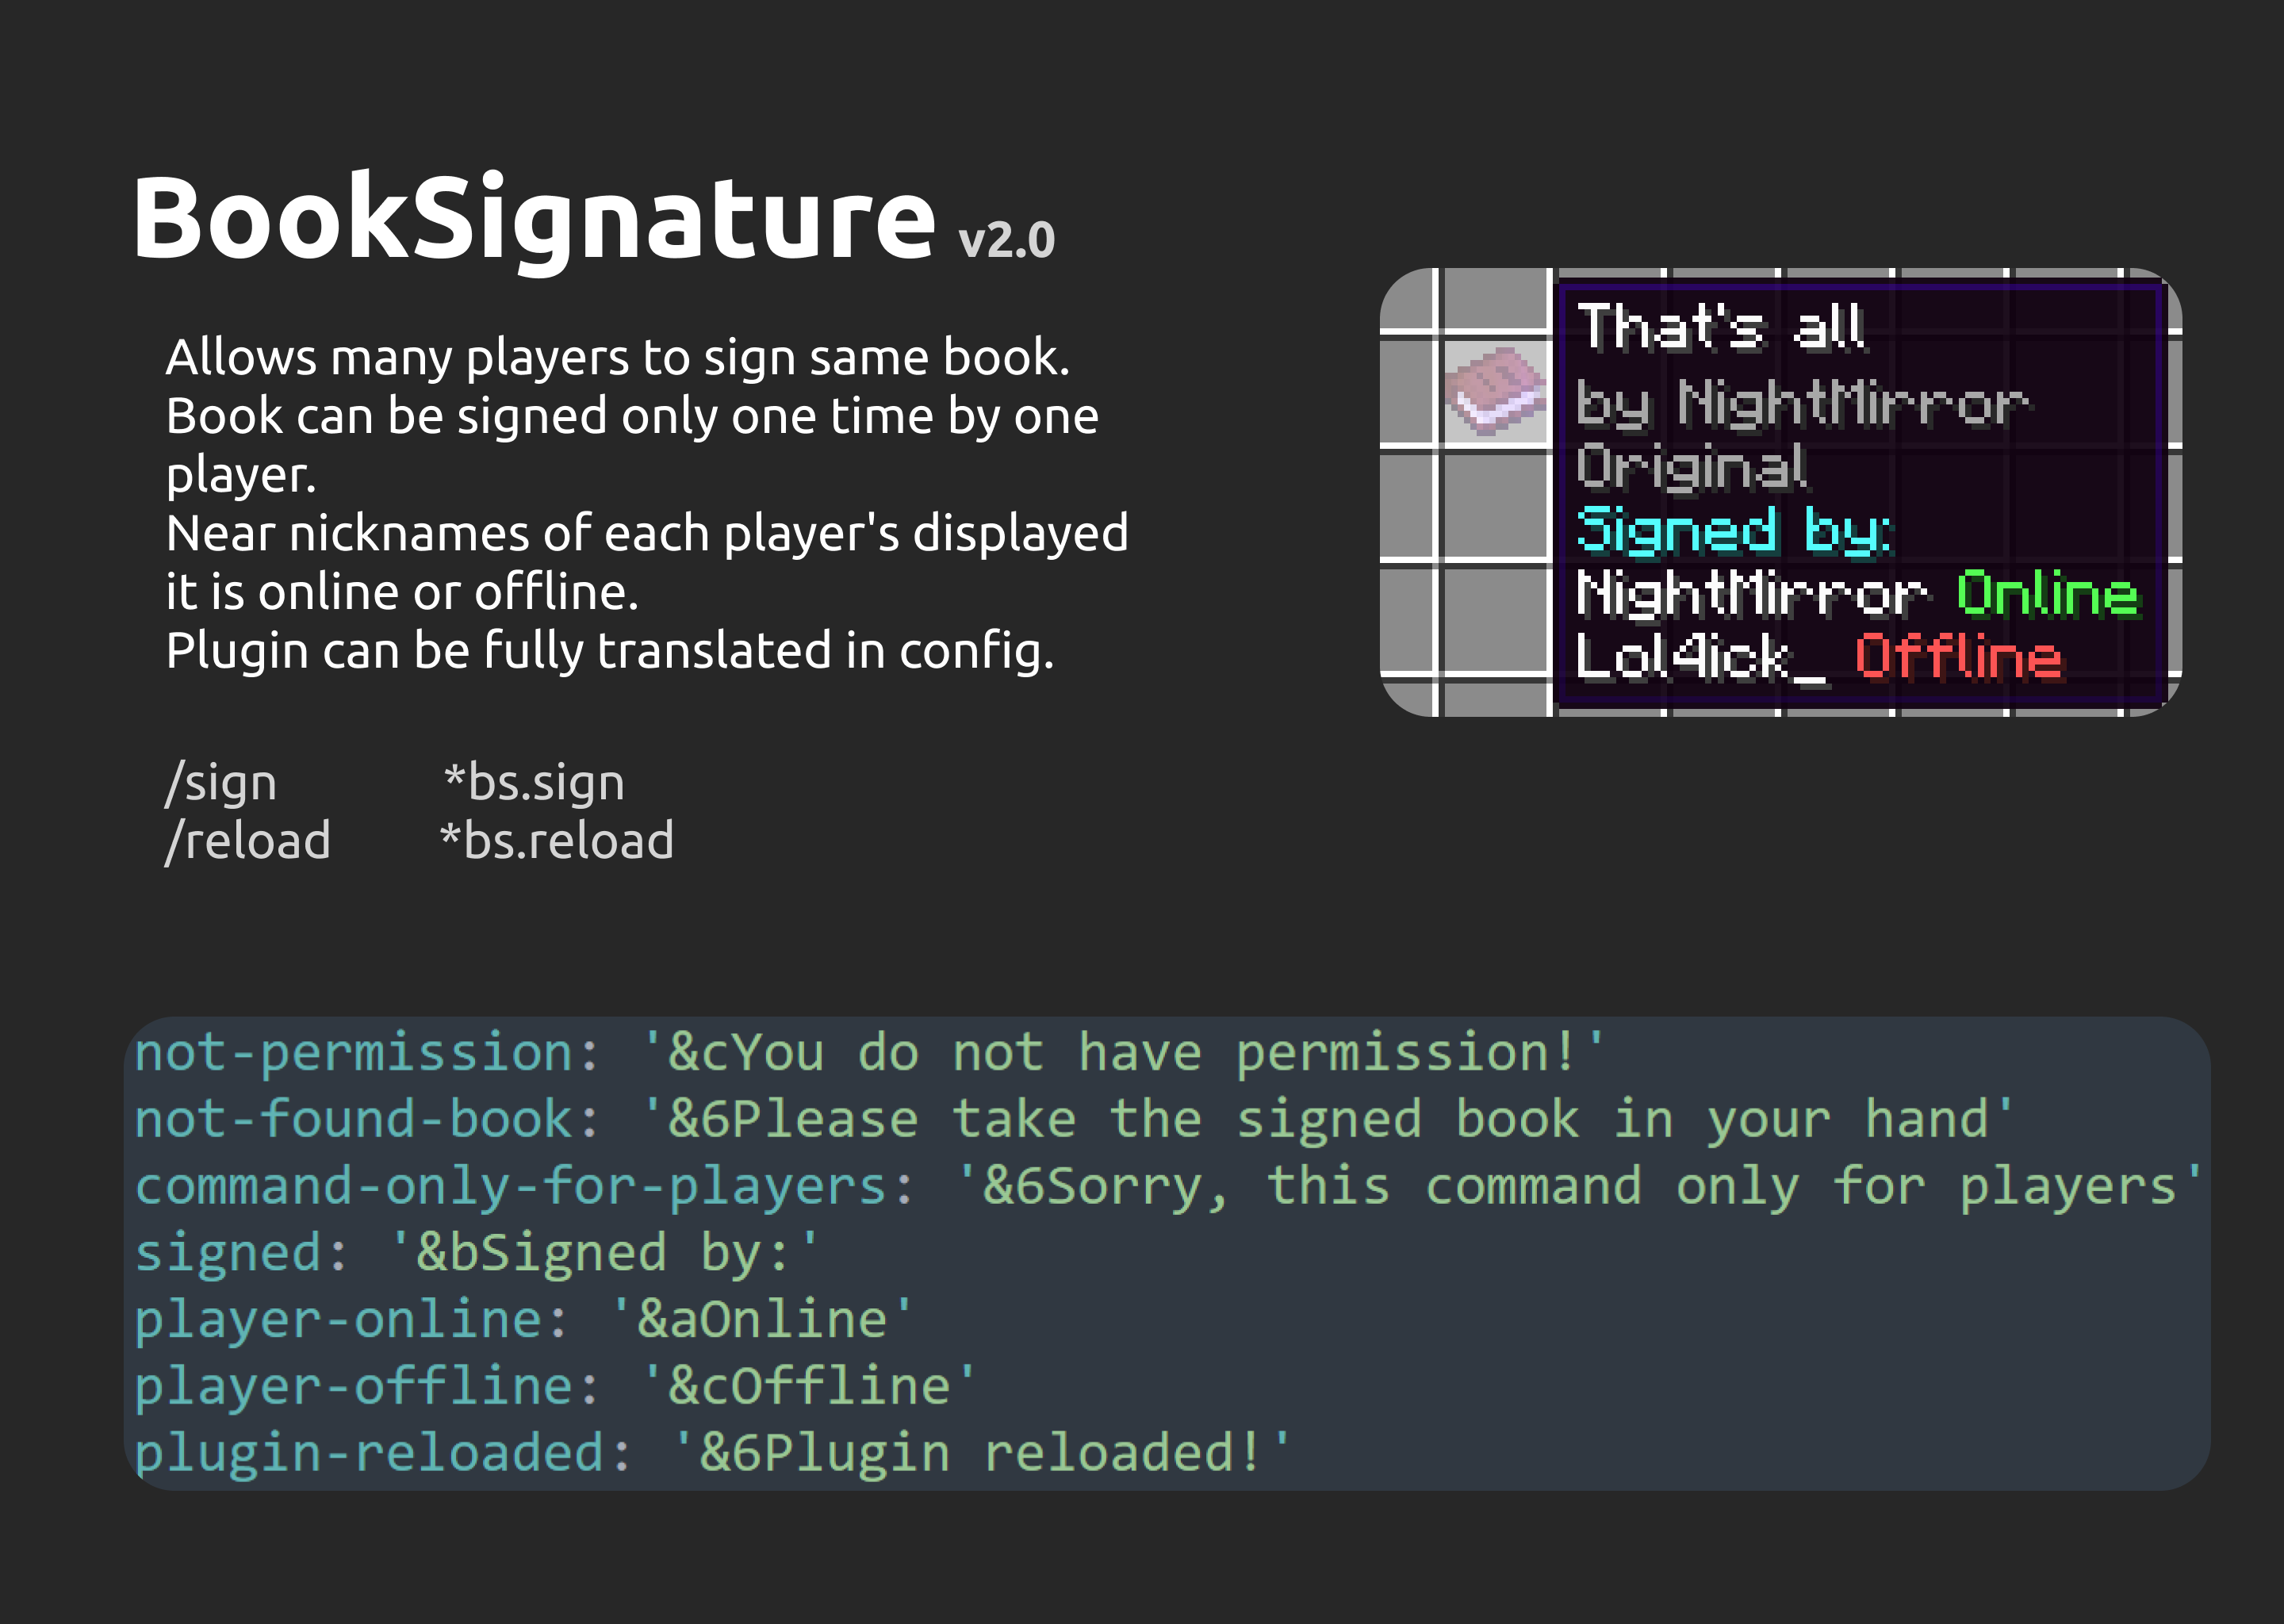 BookSignature v2.0
Allows many players to sign same book.
Book can be signed only one time by one
player.
Near nicknames of each player's displayed
it is online or offline.
Plugin can be fully translated in config.
/sign *bs.sign
/reload *bs.reload
That's all
by NightMirror
Original
Signed by:
NightMirror Online
Lol4ick_ Offline
not-permission: '&cYou do not have permission!'
not-found-book: '&6Please take the signed book in your hand'
command-only-for-players: '&6Sorry, this command only for players'
signed: '&bSigned by:'
player-online: '&aOnline'
player-offline: '&cOffline'
plugin-reloaded: '&6Plugin reloaded!'